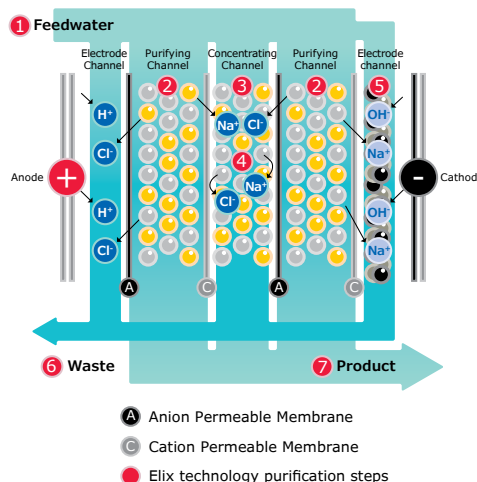 1 Feedwater
Electrode Channel
Purifying Channel
Concentrating Channel
Purifying Channel
Electrode channel
2
3
2
5
H⁺
Na⁺
Cl⁻
OH⁻
Cl⁻
4
Na⁺
Anode
+
-
Cathod
Cl⁻
Na⁺
H⁺
OH⁻
Cl⁻
Na⁺
A
C
A
C
6 Waste
7 Product
A Anion Permeable Membrane
C Cation Permeable Membrane
Elix technology purification steps